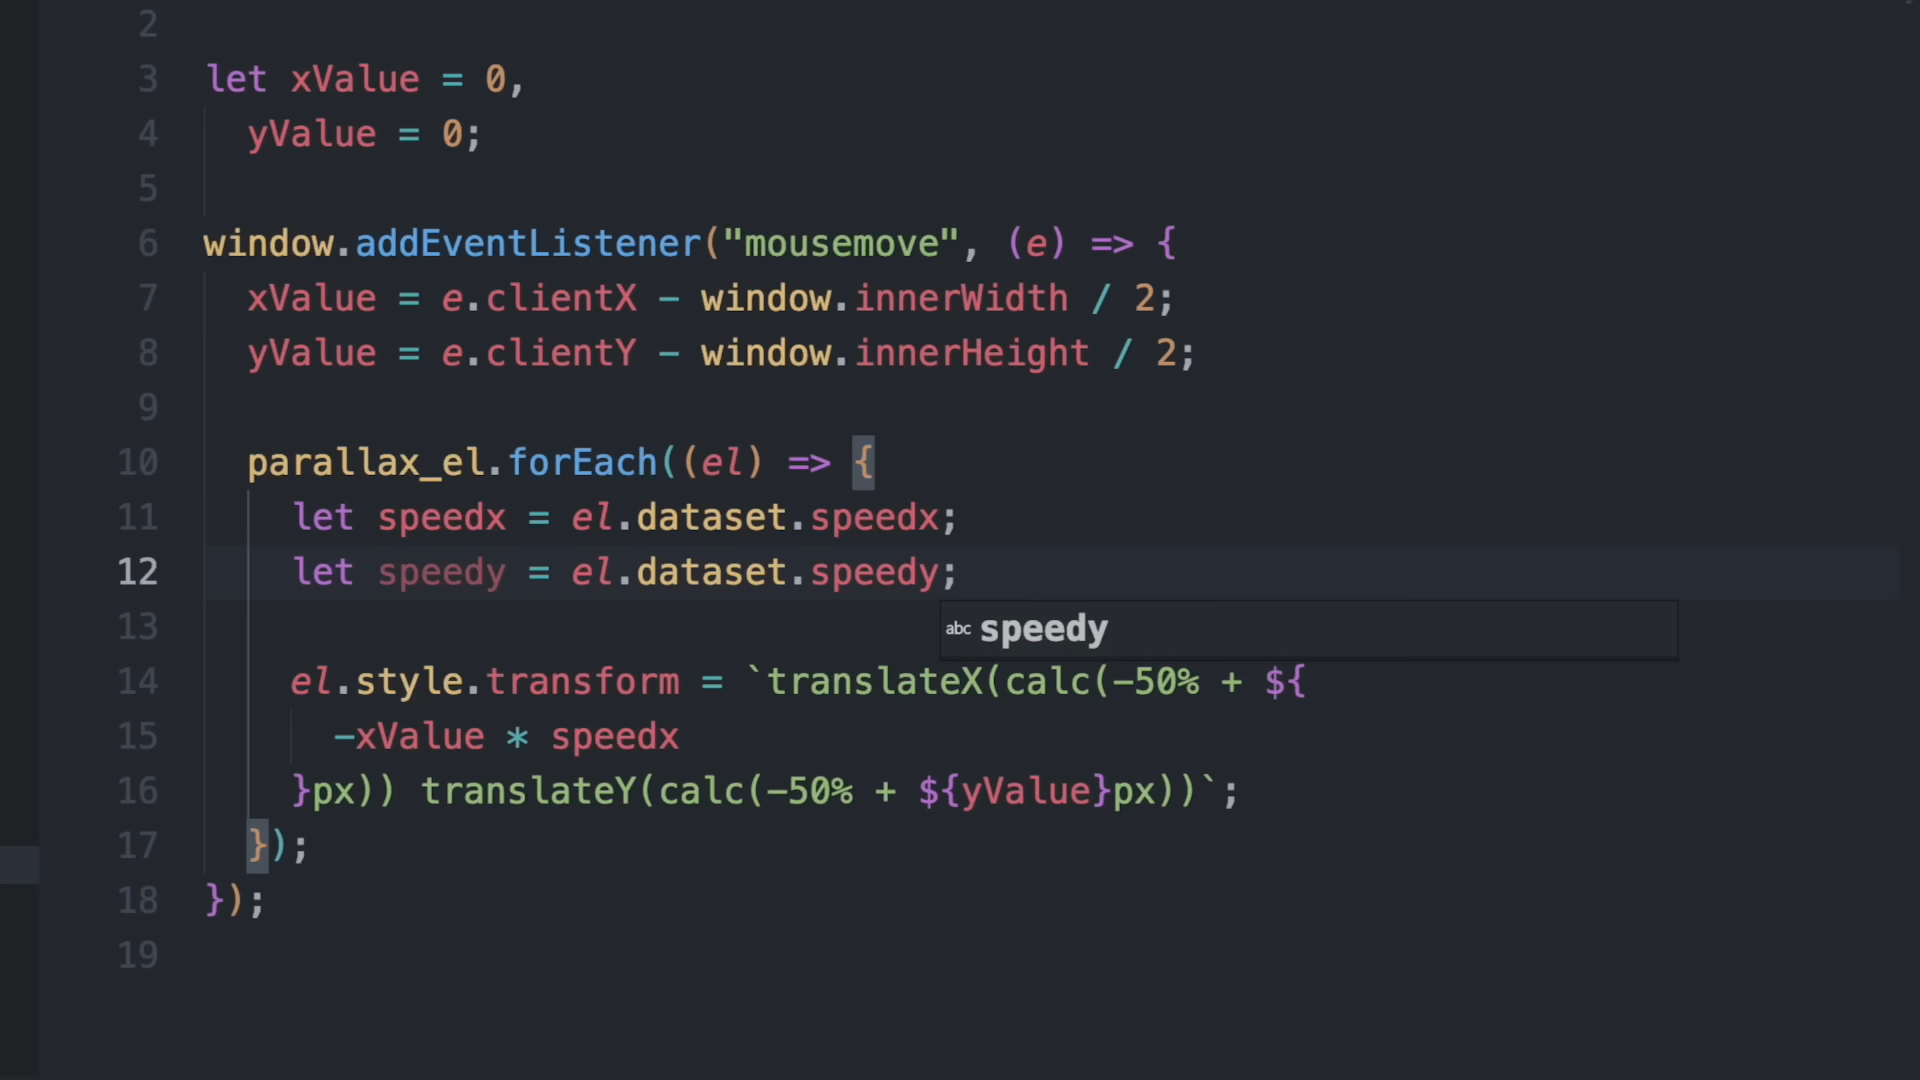 2
3 let xValue = 0,
4 yValue = 0;
5
6 window.addEventListener("mousemove", (e) => {
7 xValue = e.clientX - window.innerWidth / 2;
8 yValue = e.clientY - window.innerHeight / 2;
9
10 parallax_el.forEach((el) => {
11 let speedx = el.dataset.speedx;
12 let speedy = el.dataset.speedy;
13
abc speedy
14 el.style.transform = `translateX(calc(-50% + ${
15 -xValue * speedx
16 }px)) translateY(calc(-50% + ${yValue}px))`;
17 });
18 });
19